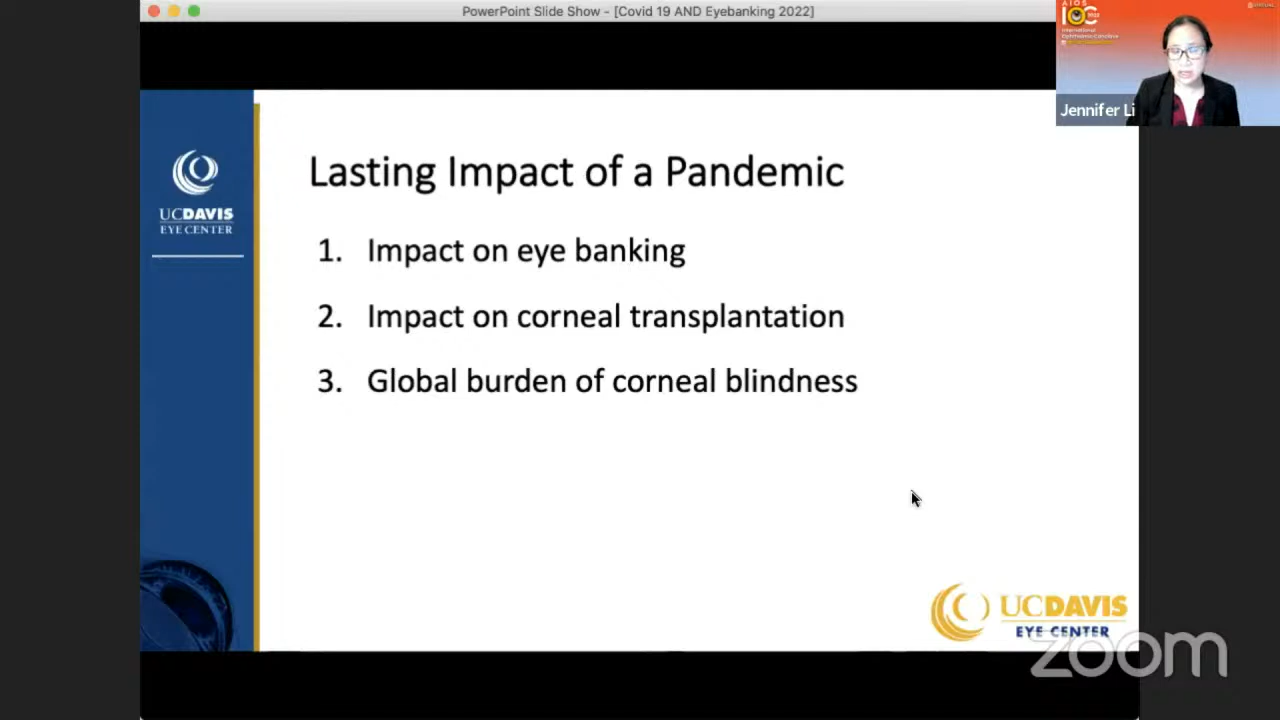 PowerPoint Slide Show - [Covid 19 AND Eyebanking 2022]
AIOS
Jennifer Li
UCDAVIS
EYE CENTER
Lasting Impact of a Pandemic
1. Impact on eye banking
2. Impact on corneal transplantation
3. Global burden of corneal blindness
UCDAVIS
EYE CENTER
zoom